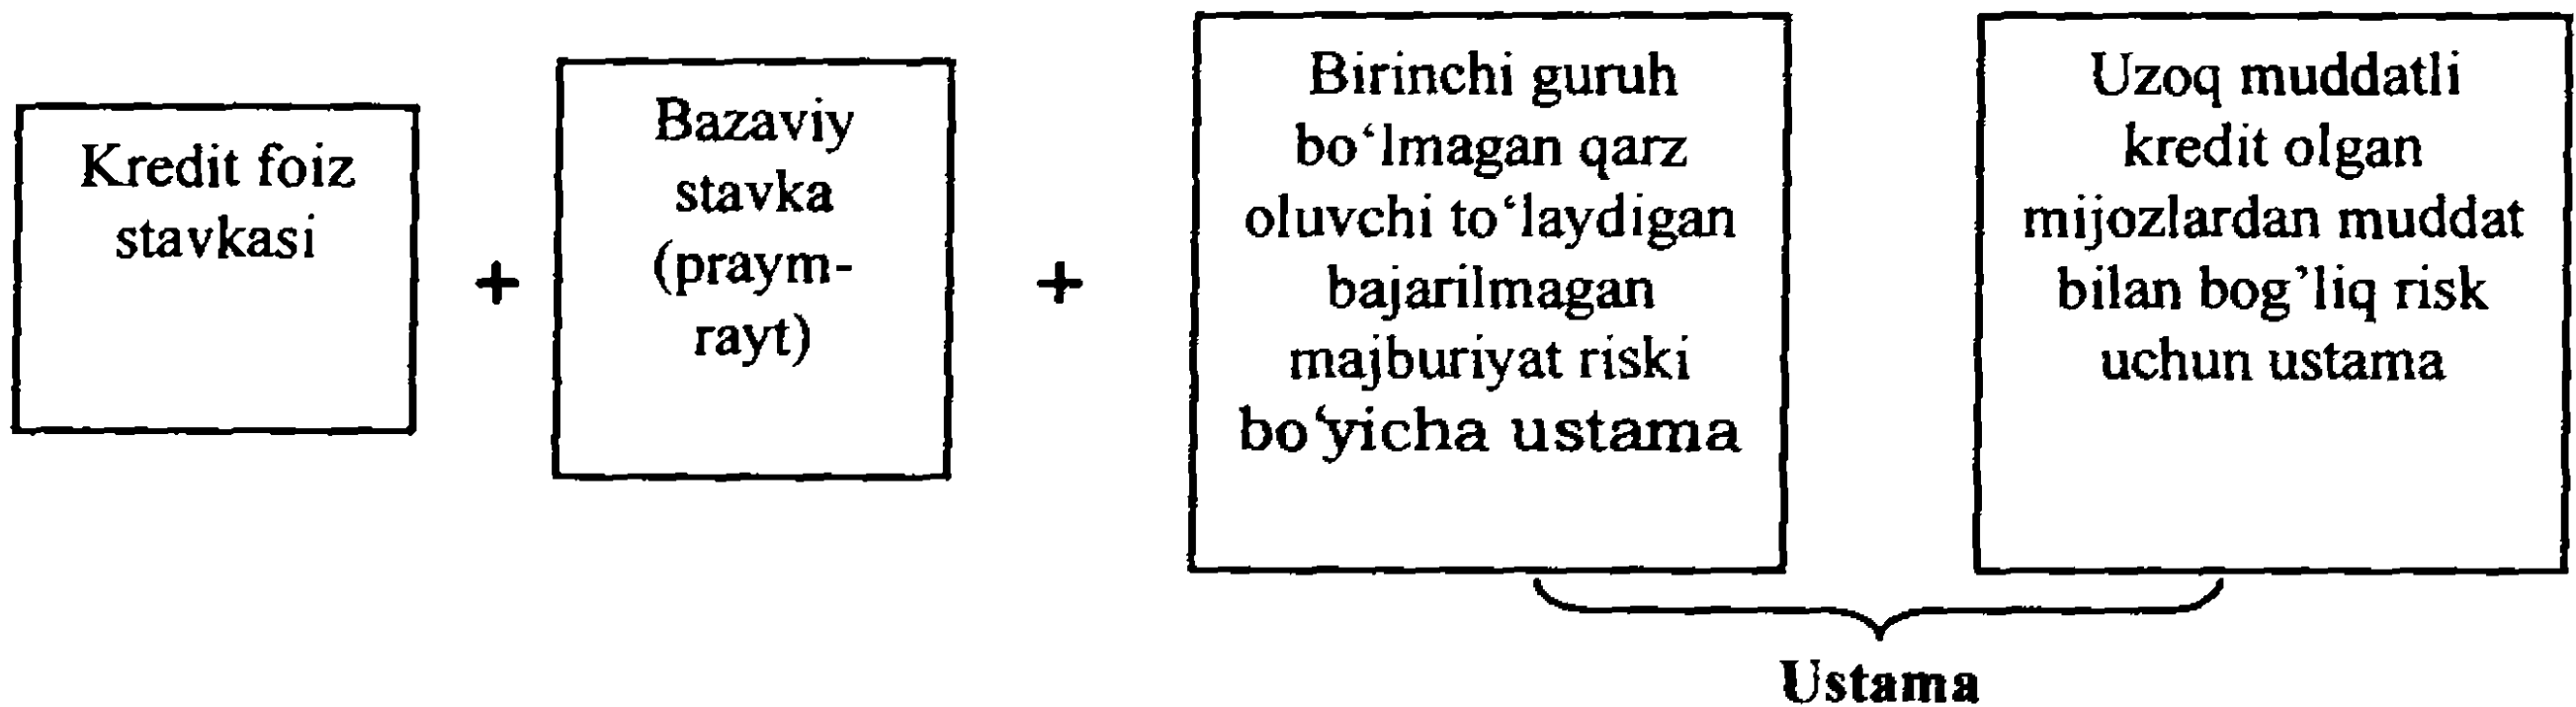 Kredit foiz
stavkasi
+
Bazaviy
stavka
(praym-
rayt)
+
Birinchi guruh
bo‘lmagan qarz
oluvchi to‘laydigan
bajarilmagan
majburiyat riski
bo‘yicha ustama
Uzoq muddatli
kredit olgan
mijozlardan muddat
bilan bog’liq risk
uchun ustama
Ustama